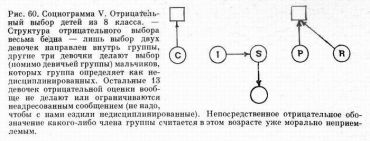 Рис. 60. Социограмма V. Отрицатель-
ный выбор детей из 8 класса. —
Структура отрицательного выбора
весьма бедна — лишь выбор двух
девочек направлен внутрь группы,
другие три девочки делают выбор
(помимо девичьей группы) мальчиков,
которых группа определяет как не-
дисциплинированных. Остальные 13
девочек отрицательной оценки вооб-
ще не делают или ограничиваются
неадресованным сообщением (не надо,
чтобы с нами ездили недисциплинированные). Непосредственное отрицательное обо-
значение какого-либо члена группы считается в этом возрасте уже морально неприем-
лемым.
C
I
S
P
R